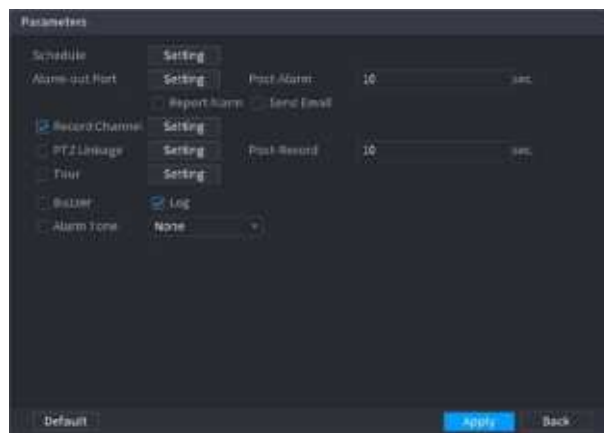 Parameters
Schedule Setting
Alarm-out Port Setting Post-Alarm 10 sec.
Report Alarm Send Email
Record Channel Setting
PTZ Linkage Setting Post-Record 10 sec.
Tour Setting
Buzzer Log
Alarm Tone None
Default Apply Back